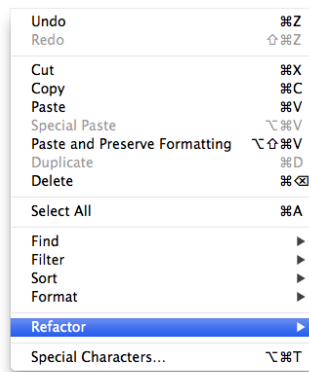 Undo ⌘Z
Redo ⇧⌘Z
Cut ⌘X
Copy ⌘C
Paste ⌘V
Special Paste ⌥⌘V
Paste and Preserve Formatting ⌥⇧⌘V
Duplicate ⌘D
Delete ⌘⌫
Select All ⌘A
Find ▶
Filter ▶
Sort ▶
Format ▶
Refactor ▶
Special Characters... ⌥⌘T